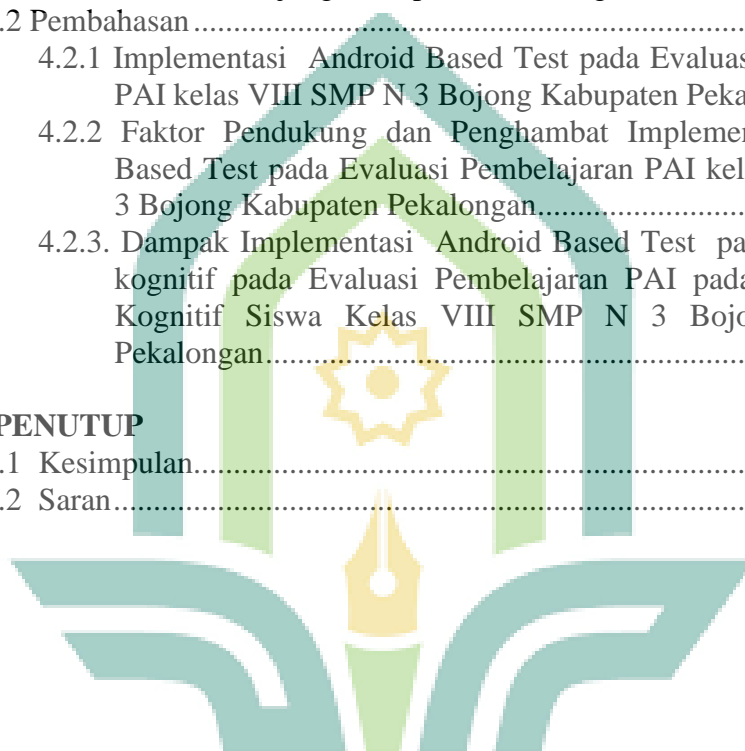 .2 Pembahasan
4.2.1 Implementasi Android Based Test pada Evaluas
PAI kelas VIII SMP N 3 Bojong Kabupaten Peka
4.2.2 Faktor Pendukung dan Penghambat Implemen
Based Test pada Evaluasi Pembelajaran PAI kel
3 Bojong Kabupaten Pekalongan
4.2.3. Dampak Implementasi Android Based Test pa
kognitif pada Evaluasi Pembelajaran PAI pada
Kognitif Siswa Kelas VIII SMP N 3 Bojo
Pekalongan
PENUTUP
.1 Kesimpulan
.2 Saran